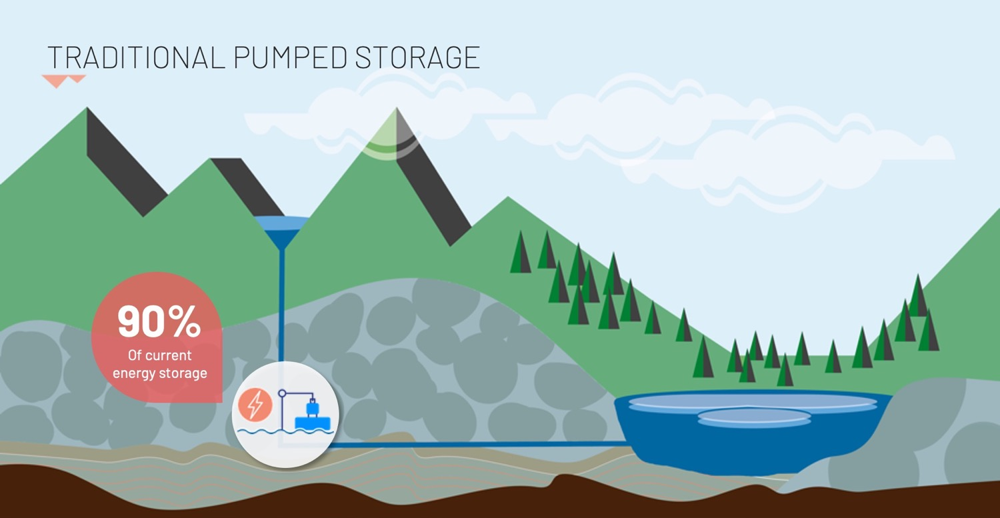 TRADITIONAL PUMPED STORAGE
90%
Of current
energy storage